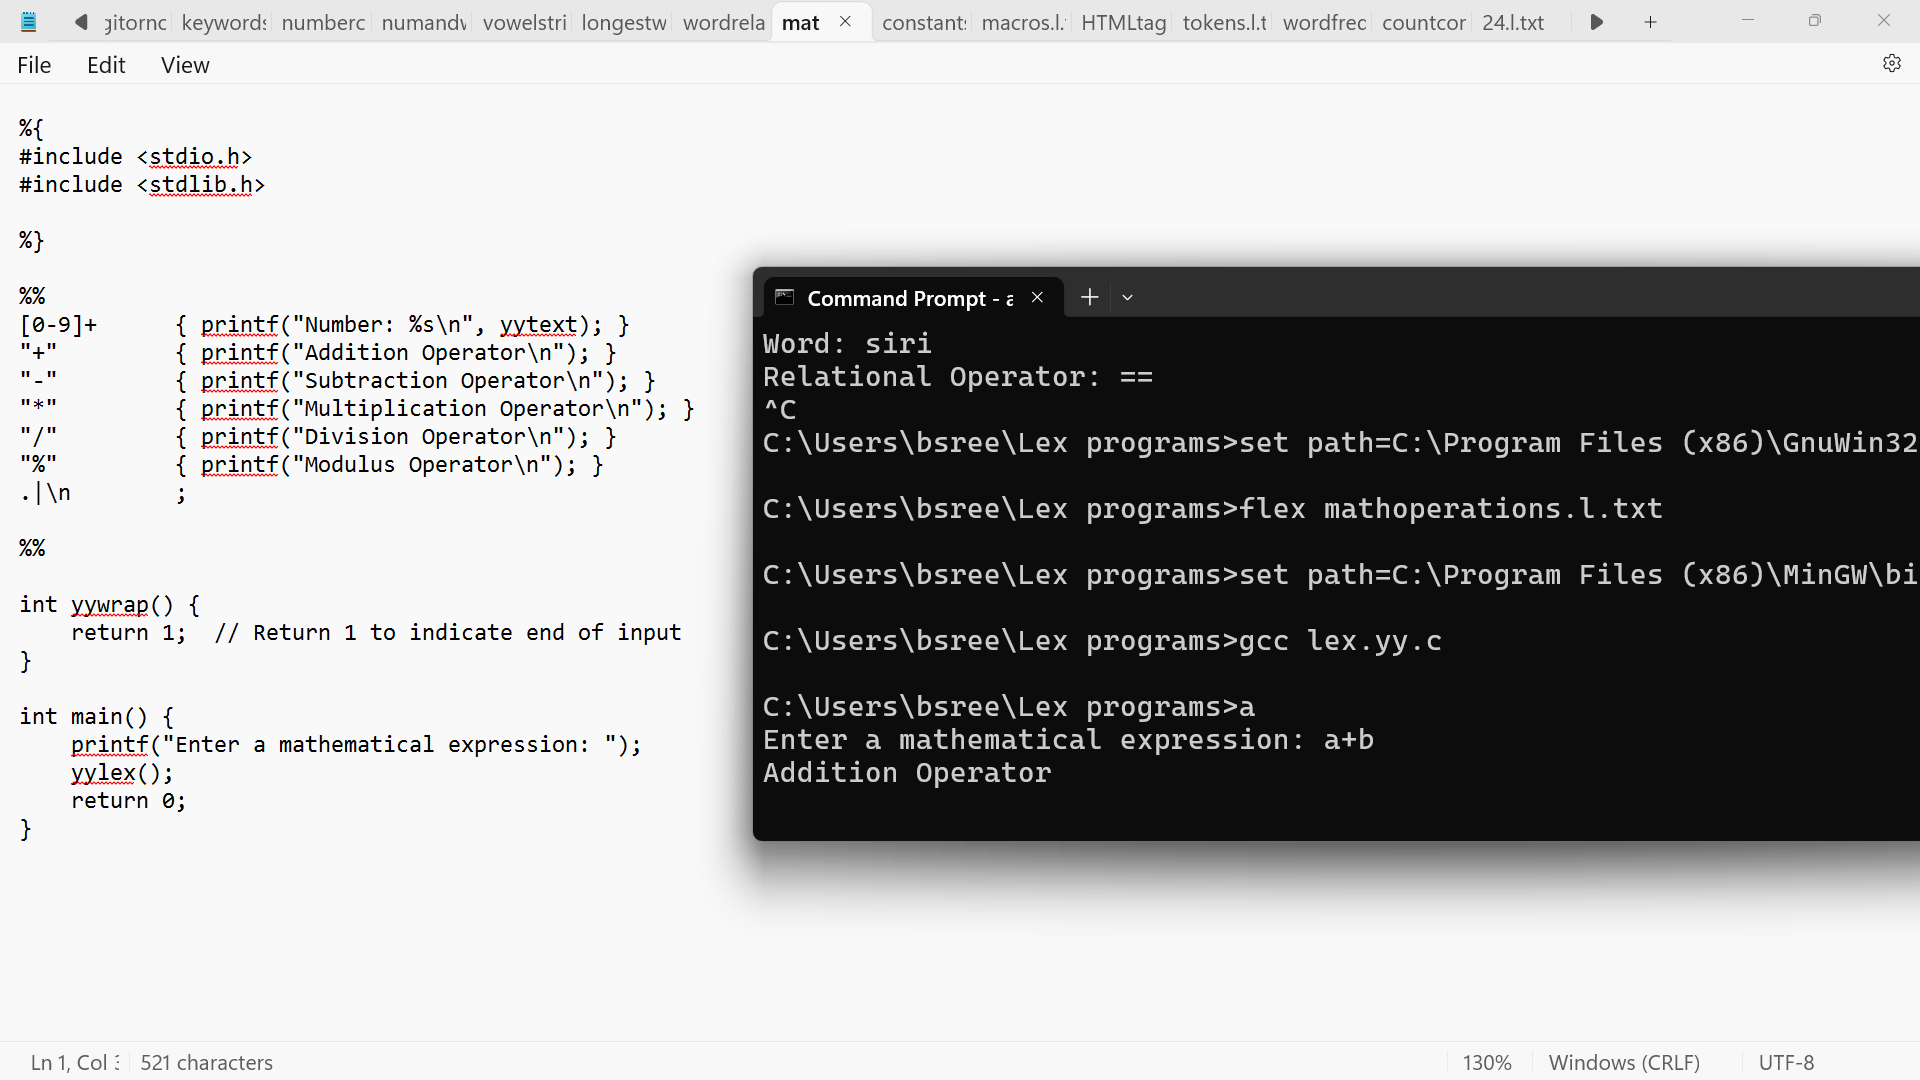 gitornc keywords numberc numandv vowelstri longestw wordrela mat constants macros.l. HTMLtag tokens.l.t wordfrec countcor 24.l.txt
File Edit View
%{
#include <stdio.h>
#include <stdlib.h>
%}
%%
[0-9]+ { printf("Number: %s\n", yytext); }
"+" { printf("Addition Operator\n"); }
"-" { printf("Subtraction Operator\n"); }
"*" { printf("Multiplication Operator\n"); }
"/" { printf("Division Operator\n"); }
"%" { printf("Modulus Operator\n"); }
.|\n ;
%%
int yywrap() {
return 1; // Return 1 to indicate end of input
}
int main() {
printf("Enter a mathematical expression: ");
yylex();
return 0;
}
Command Prompt - a
Word: siri
Relational Operator: ==
^C
C:\Users\bsree\Lex programs>set path=C:\Program Files (x86)\GnuWin32
C:\Users\bsree\Lex programs>flex mathoperations.l.txt
C:\Users\bsree\Lex programs>set path=C:\Program Files (x86)\MinGW\bi
C:\Users\bsree\Lex programs>gcc lex.yy.c
C:\Users\bsree\Lex programs>a
Enter a mathematical expression: a+b
Addition Operator
Ln 1, Col 521 characters 130% Windows (CRLF) UTF-8